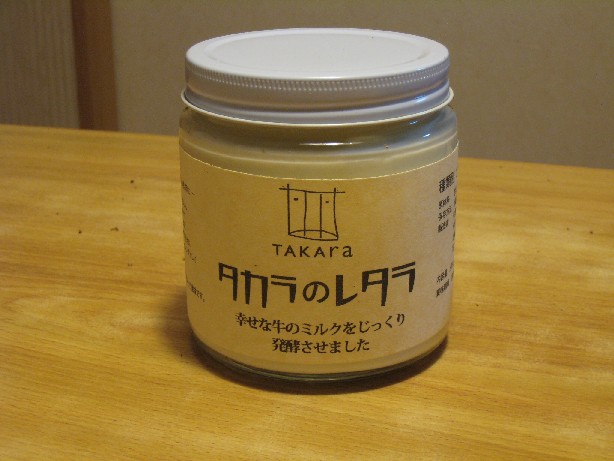 TAKAra
タカラのレタラ
幸せな牛のミルクをじっくり
発酵させました